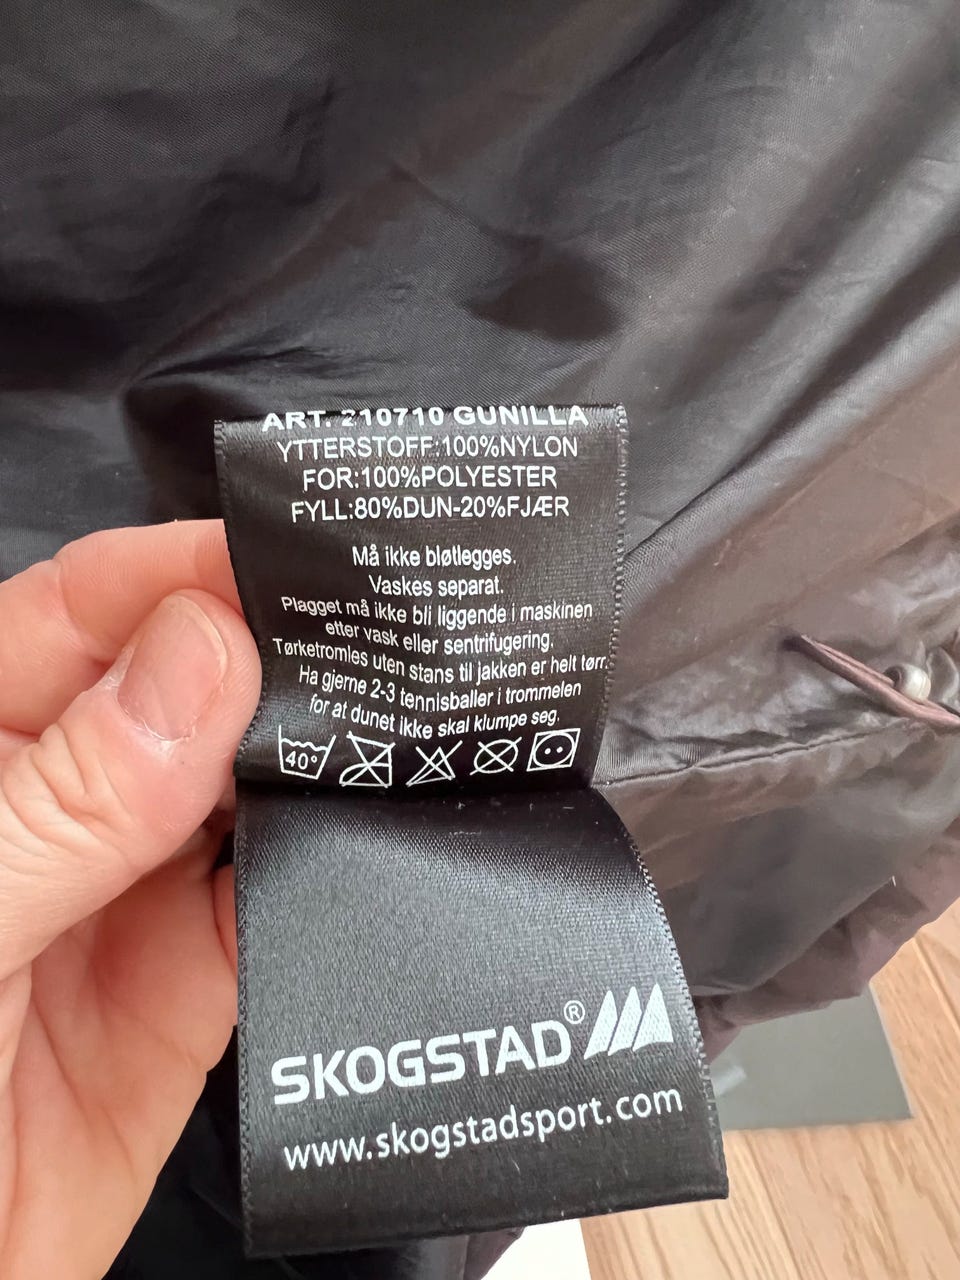 ART. 210710 GUNILLA
YTTERSTOFF:100%NYLON
FOR:100%POLYESTER
FYLL:80%DUN-20%FJÆR
Må ikke bløtlegges.
Vaskes separat.
Plagget må ikke bli liggende i maskinen
etter vask eller sentrifugering.
Tørketromles uten stans til jakken er helt tørr.
Ha gjerne 2-3 tennisballer i trommelen
for at dunet ikke skal klumpe seg.
40°
SKOGSTAD®
www.skogstadsport.com